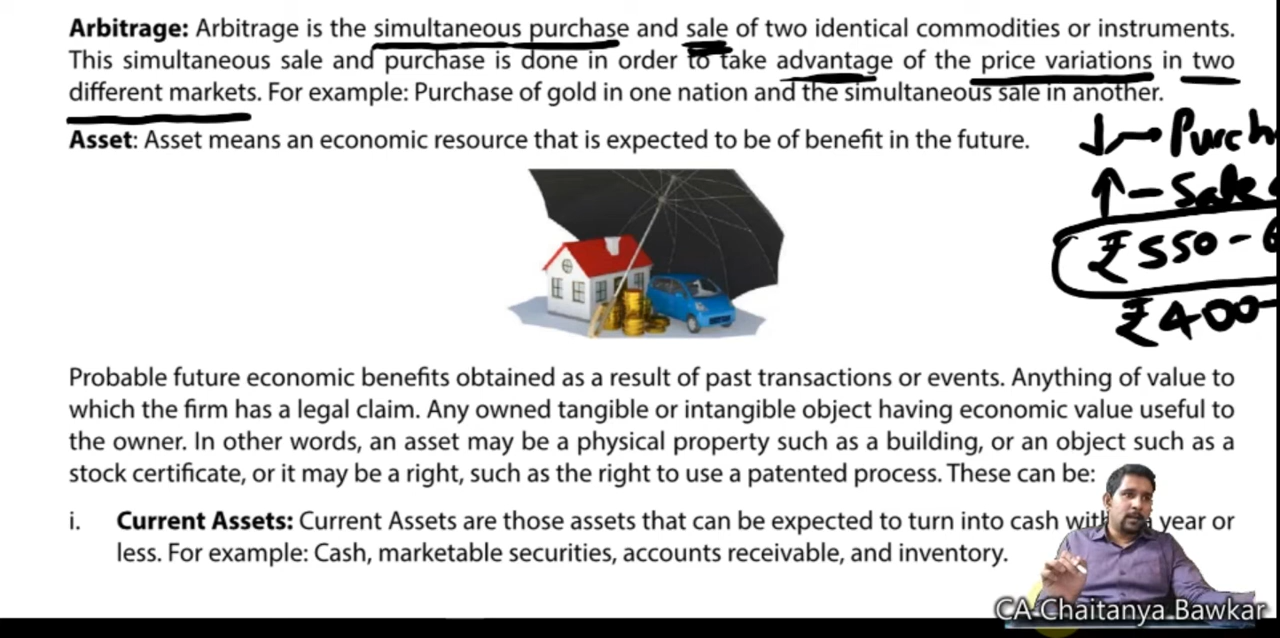 Arbitrage: Arbitrage is the simultaneous purchase and sale of two identical commodities or instruments.
This simultaneous sale and purchase is done in order to take advantage of the price variations in two
different markets. For example: Purchase of gold in one nation and the simultaneous sale in another.
Asset: Asset means an economic resource that is expected to be of benefit in the future.
↓ → Purch
↑ – Sale
₹550 –
₹400
Probable future economic benefits obtained as a result of past transactions or events. Anything of value to
which the firm has a legal claim. Any owned tangible or intangible object having economic value useful to
the owner. In other words, an asset may be a physical property such as a building, or an object such as a
stock certificate, or it may be a right, such as the right to use a patented process. These can be:
i. Current Assets: Current Assets are those assets that can be expected to turn into cash year or
less. For example: Cash, marketable securities, accounts receivable, and inventory.
CA-Chaitanya Bawkar